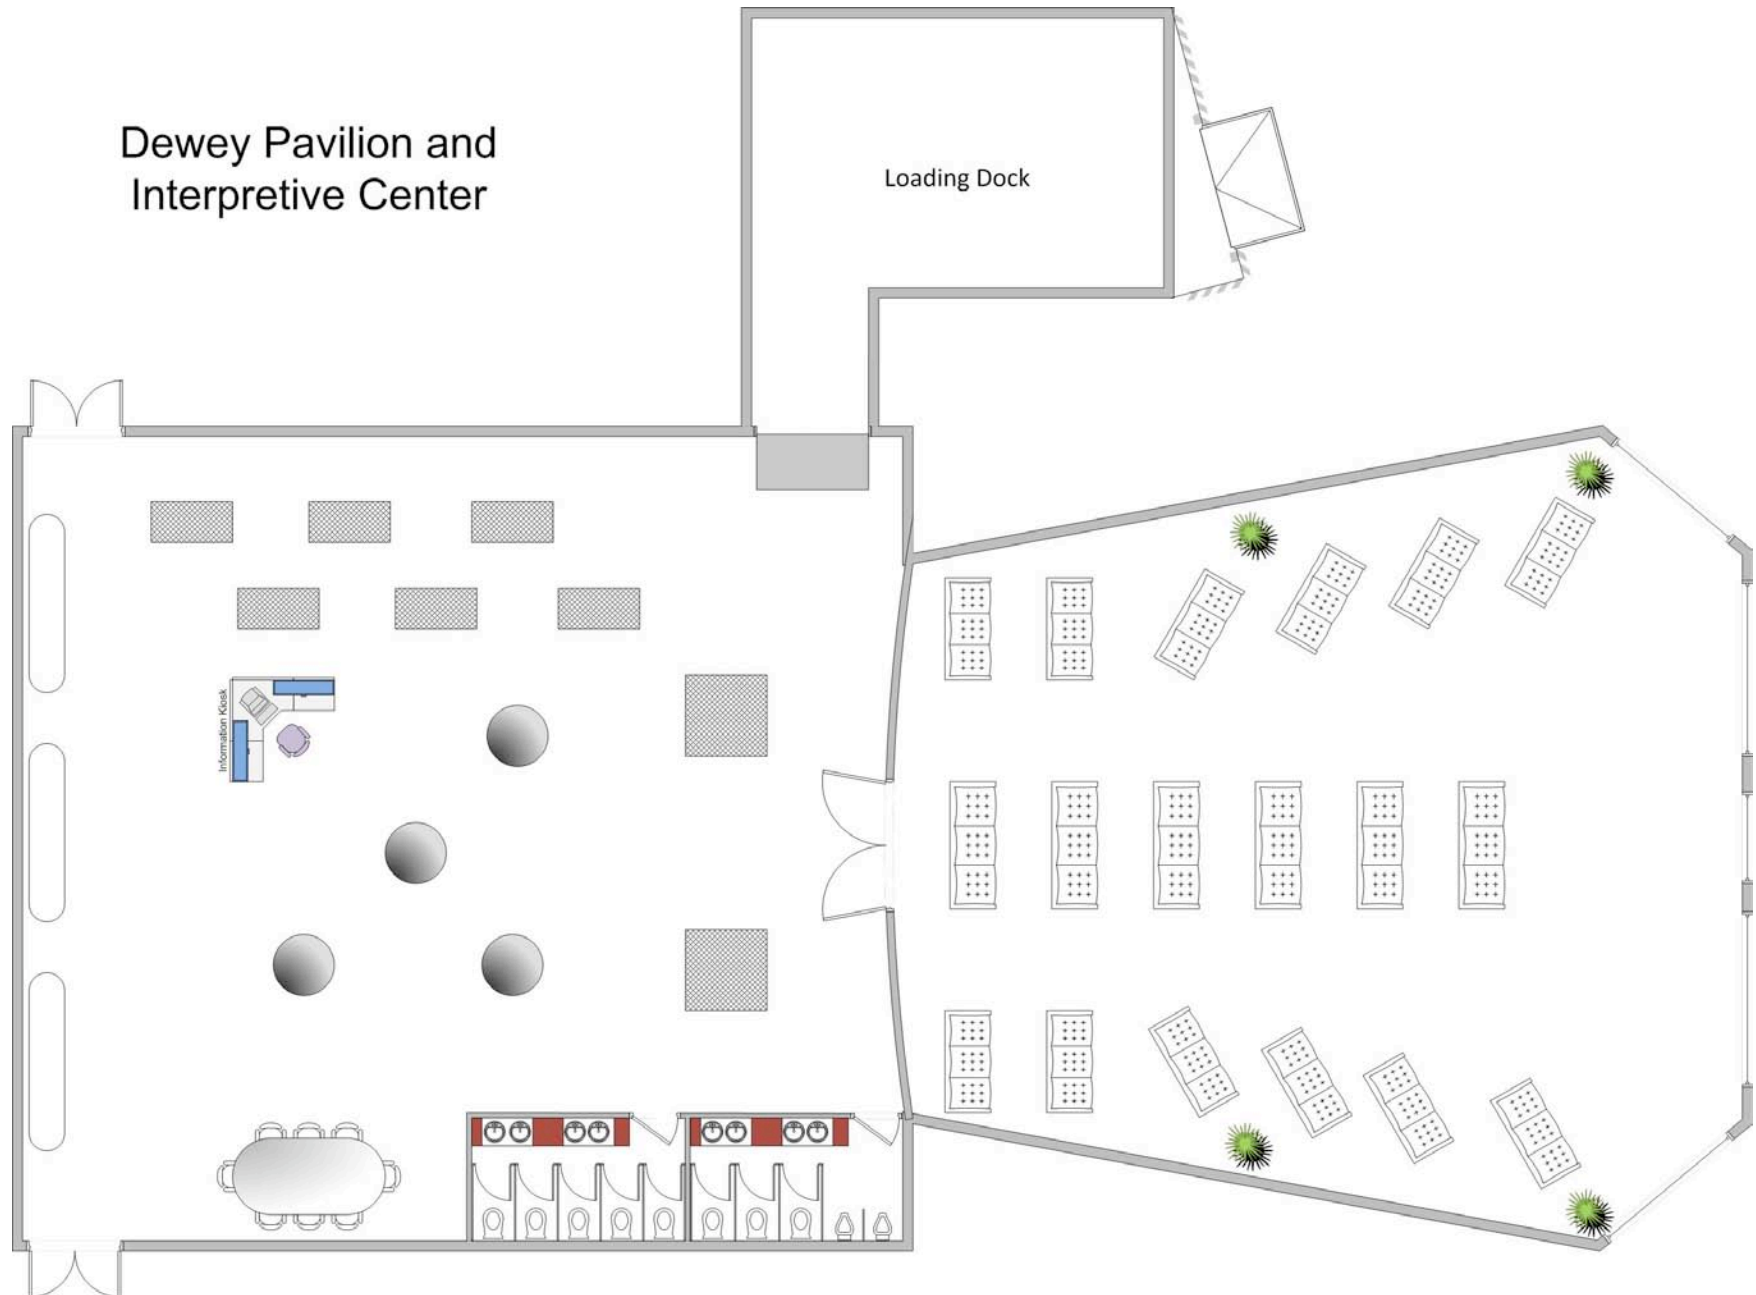 Dewey Pavilion and
Interpretive Center
Loading Dock
Information Kiosk